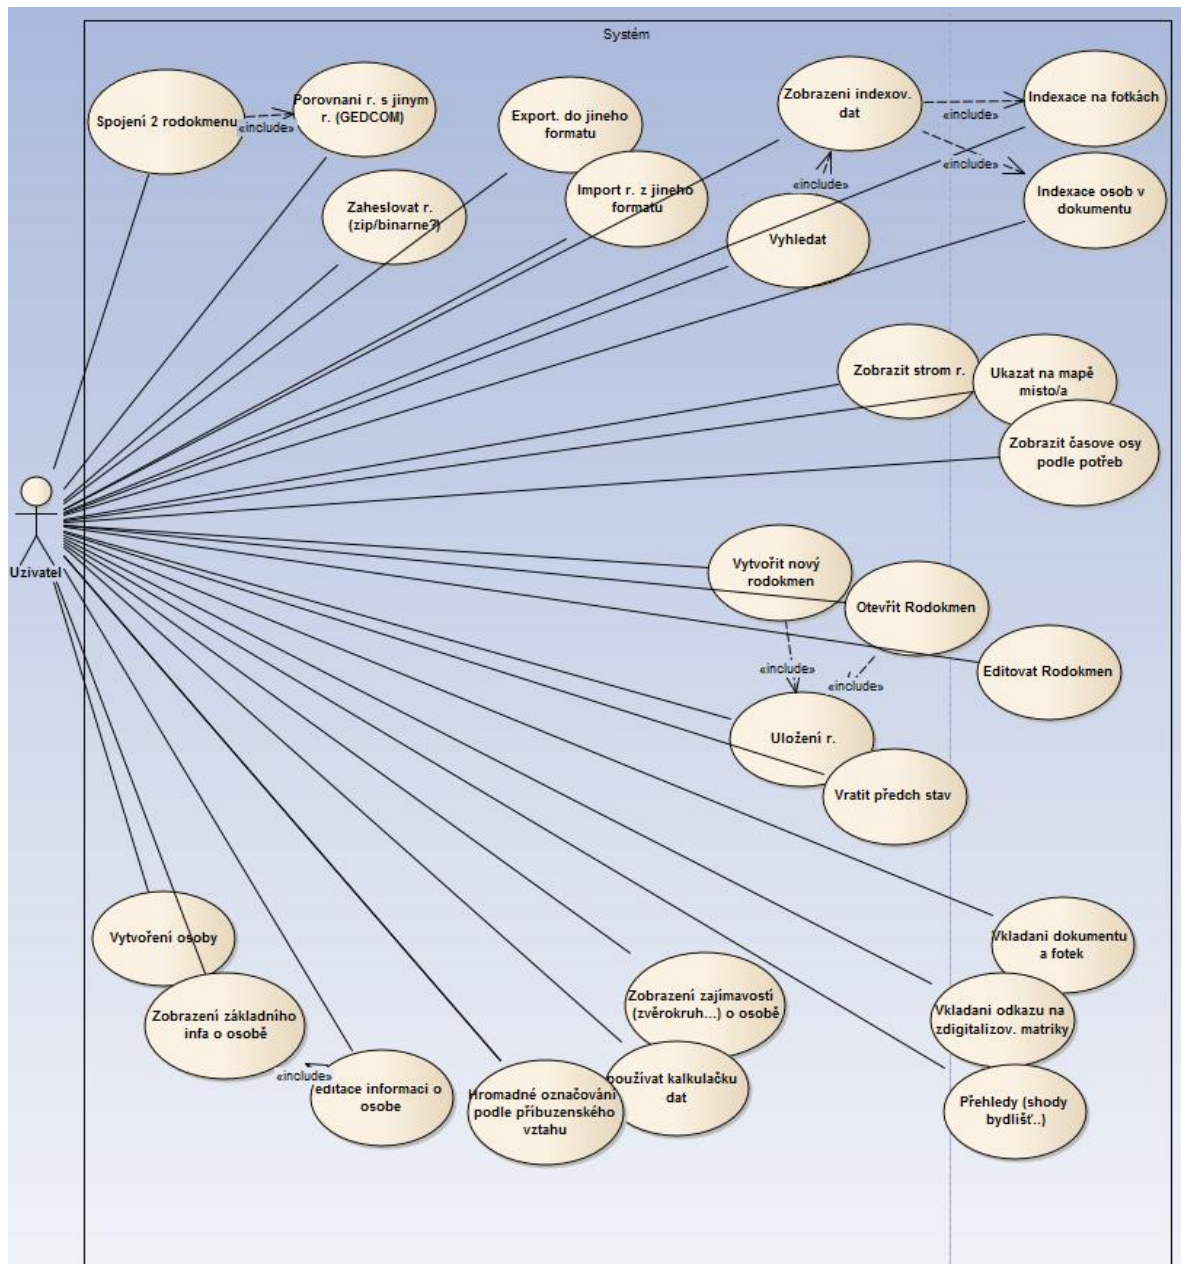 Systém
Spojení 2 rodokmenu
«include»
Porovnani r. s jinym
r. (GEDCOM)
Export. do jineho
formatu
Zobrazeni indexov.
dat
«include»
Indexace na fotkách
«include»
Indexace osob v
dokumentu
Zaheslovat r.
(zip/binarne?)
Import r. z jineho
formatu
«include»
Vyhledat
Zobrazit strom r.
Ukazat na mapě
misto/a
Zobrazit časove osy
podle potřeb
Uzivatel
Vytvořit nový
rodokmen
Otevřít Rodokmen
Editovat Rodokmen
«include»
«include»
Uložení r.
Vratit předch stav
Vytvoření osoby
Zobrazení základního
infa o osobě
«include»
editace informaci o
osobe
Hromadné označování
podle příbuzenského
vztahu
Zobrazení zajímavostí
(zvěrokruh...) o osobě
používat kalkulačku
dat
Vkladani dokumentu
a fotek
Vkladani odkazu na
zdigitalizov. matriky
Přehledy (shody
bydlišť..)